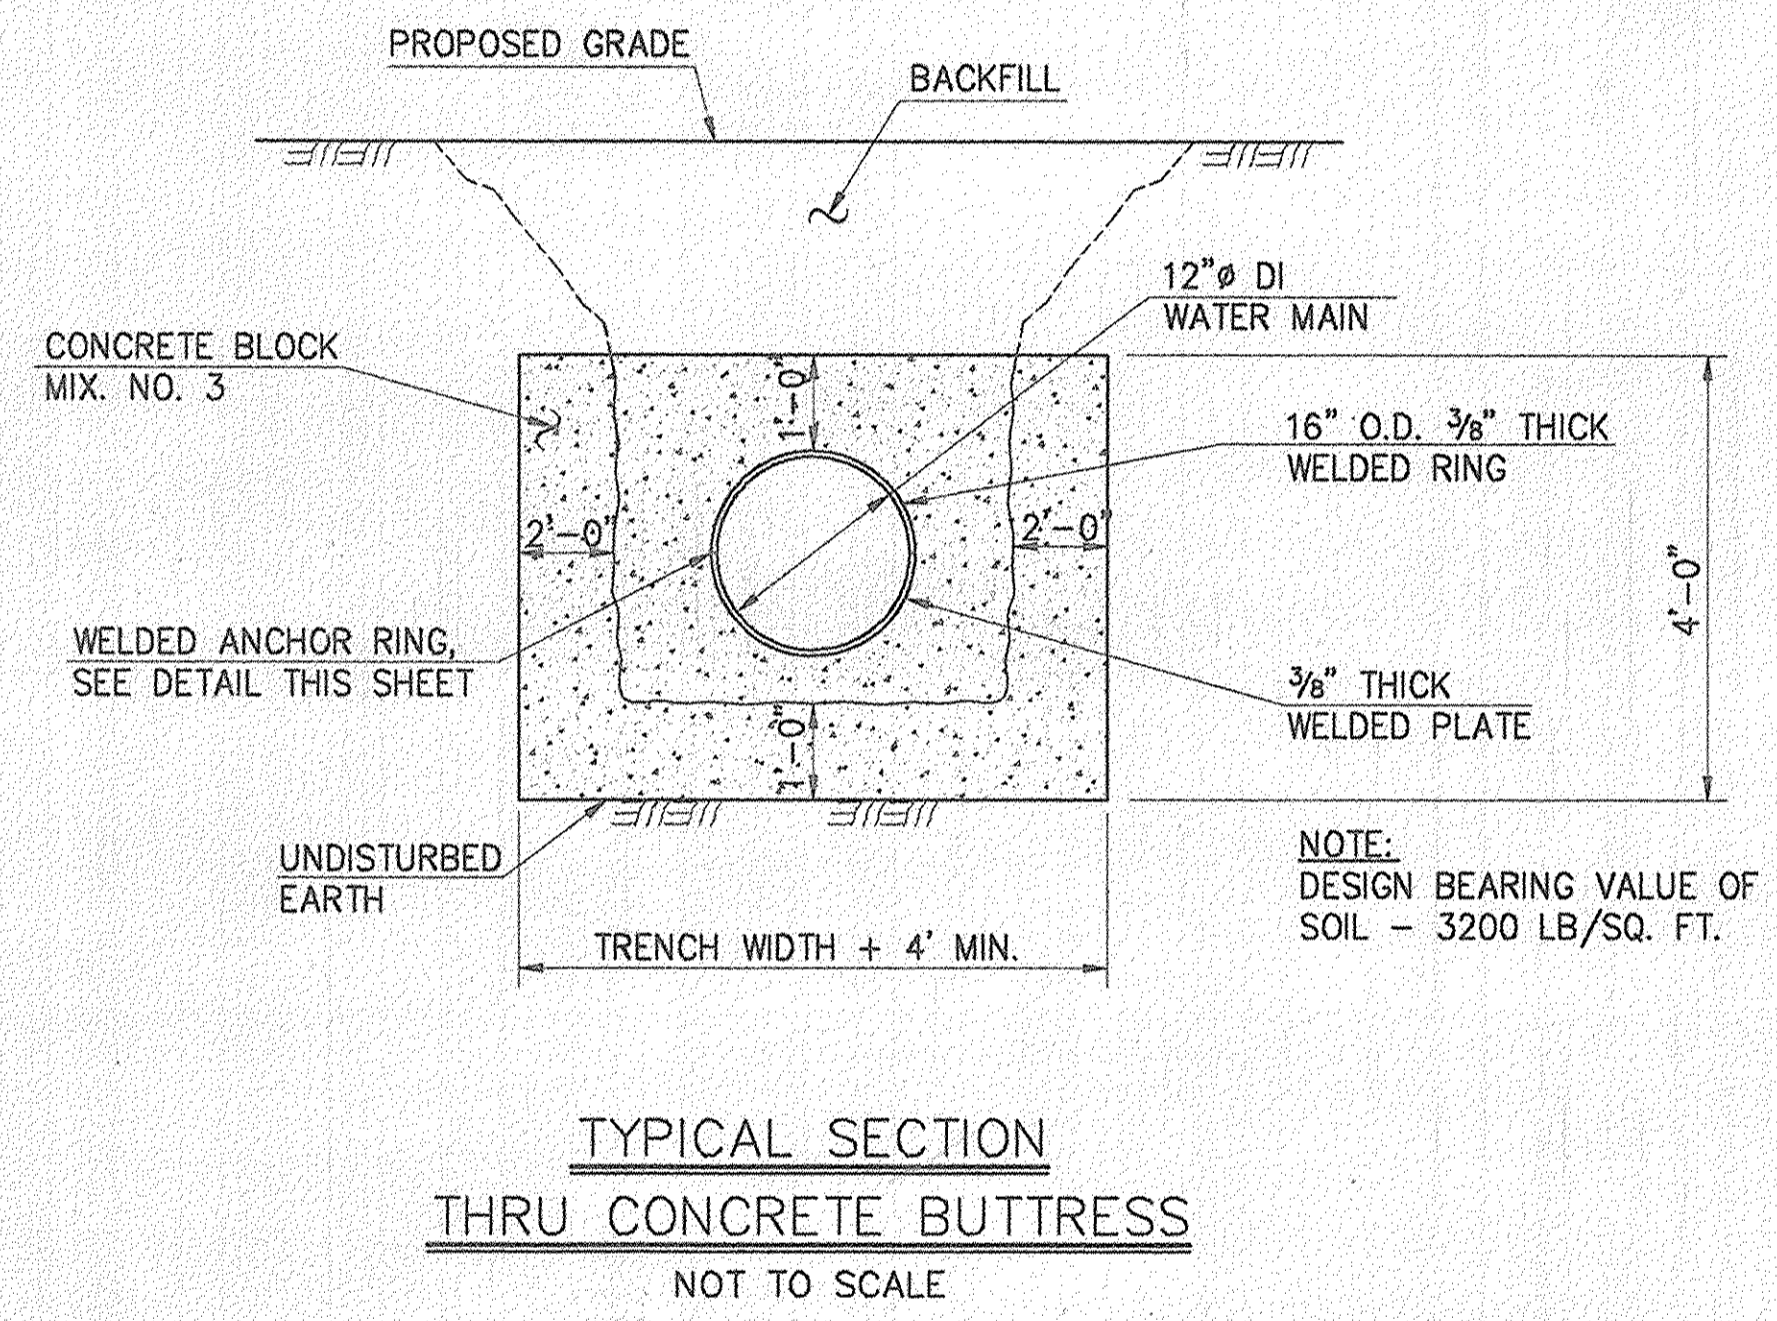 PROPOSED GRADE
BACKFILL
12"ø DI
WATER MAIN
CONCRETE BLOCK
MIX. NO. 3
1'-0"
16" O.D. 3/8" THICK
WELDED RING
2'-0"
2'-0"
4'-0"
WELDED ANCHOR RING,
SEE DETAIL THIS SHEET
3/8" THICK
WELDED PLATE
1'-0"
UNDISTURBED
EARTH
NOTE:
DESIGN BEARING VALUE OF
SOIL – 3200 LB/SQ. FT.
TRENCH WIDTH + 4' MIN.
TYPICAL SECTION
THRU CONCRETE BUTTRESS
NOT TO SCALE